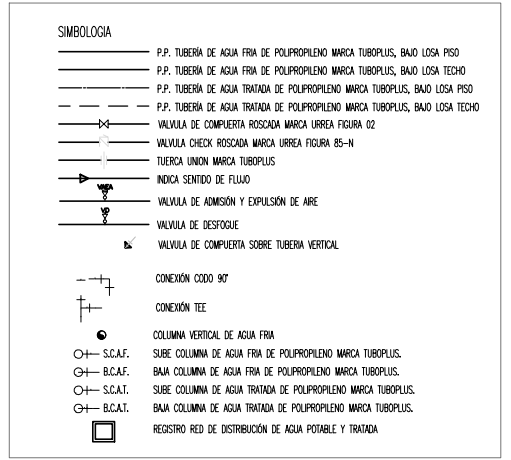 SIMBOLOGIA
P.P. TUBERÍA DE AGUA FRIA DE POLIPROPILENO MARCA TUBOPLUS, BAJO LOSA PISO
P.P. TUBERÍA DE AGUA FRIA DE POLIPROPILENO MARCA TUBOPLUS, BAJO LOSA TECHO
P.P. TUBERÍA DE AGUA TRATADA DE POLIPROPILENO MARCA TUBOPLUS, BAJO LOSA PISO
P.P. TUBERÍA DE AGUA TRATADA DE POLIPROPILENO MARCA TUBOPLUS, BAJO LOSA TECHO
VALVULA DE COMPUERTA ROSCADA MARCA URREA FIGURA 02
VALVULA CHECK ROSCADA MARCA URREA FIGURA 85-N
TUERCA UNION MARCA TUBOPLUS
INDICA SENTIDO DE FLUJO
VAEA
VALVULA DE ADMISIÓN Y EXPULSIÓN DE AIRE
VD
VALVULA DE DESFOGUE
VALVULA DE COMPUERTA SOBRE TUBERIA VERTICAL
CONEXIÓN CODO 90°
CONEXIÓN TEE
COLUMNA VERTICAL DE AGUA FRIA
S.C.A.F. SUBE COLUMNA DE AGUA FRIA DE POLIPROPILENO MARCA TUBOPLUS.
B.C.A.F. BAJA COLUMNA DE AGUA FRIA DE POLIPROPILENO MARCA TUBOPLUS.
S.C.A.T. SUBE COLUMNA DE AGUA TRATADA DE POLIPROPILENO MARCA TUBOPLUS.
B.C.A.T. BAJA COLUMNA DE AGUA TRATADA DE POLIPROPILENO MARCA TUBOPLUS.
REGISTRO RED DE DISTRIBUCIÓN DE AGUA POTABLE Y TRATADA